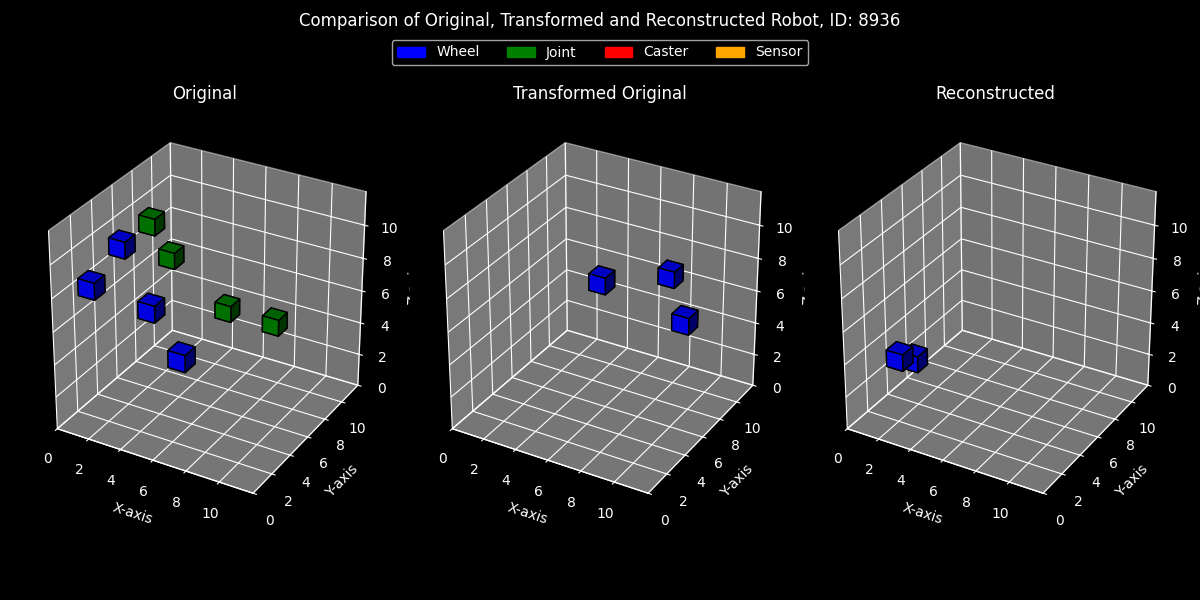 Comparison of Original, Transformed and Reconstructed Robot, ID: 8936
Wheel Joint Caster Sensor
Original Transformed Original Reconstructed
10 10 10
8 8 8
6 6 6
4 4 4
2 2 2
0 0 0
0 2 4 6 8 10 0 2 4 6 8 10 0 2 4 6 8 10
0 2 4 6 8 10 0 2 4 6 8 10 0 2 4 6 8 10
X-axis Y-axis X-axis Y-axis X-axis Y-axis